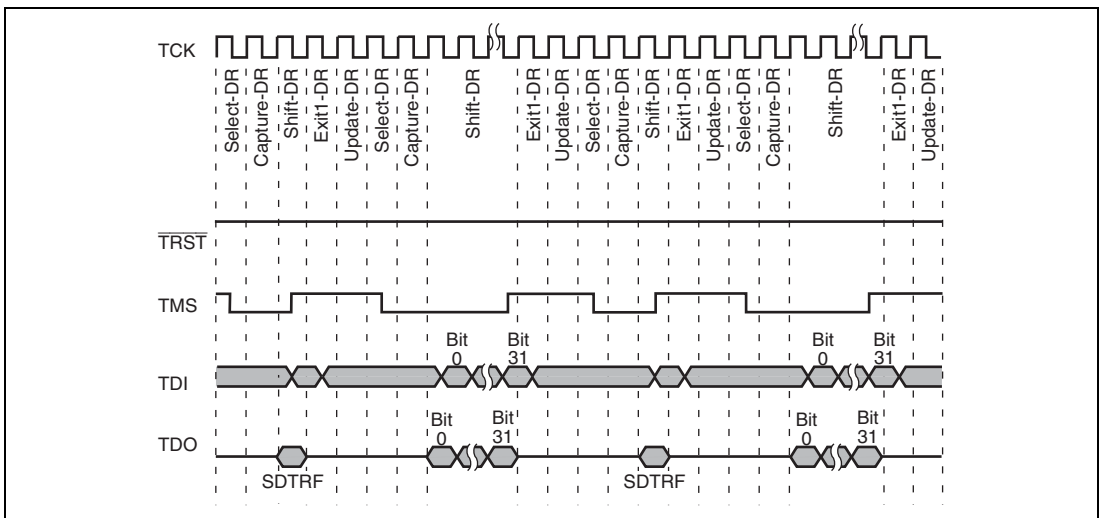 TCK
Select-DR
Capture-DR
Shift-DR
Exit1-DR
Update-DR
Select-DR
Capture-DR
Shift-DR
Exit1-DR
Update-DR
Select-DR
Capture-DR
Shift-DR
Exit1-DR
Update-DR
Select-DR
Capture-DR
Shift-DR
Exit1-DR
Update-DR
TRST
TMS
TDI
Bit 0
Bit 31
Bit 0
Bit 31
TDO
Bit 0
Bit 31
Bit 0
Bit 31
SDTRF
SDTRF